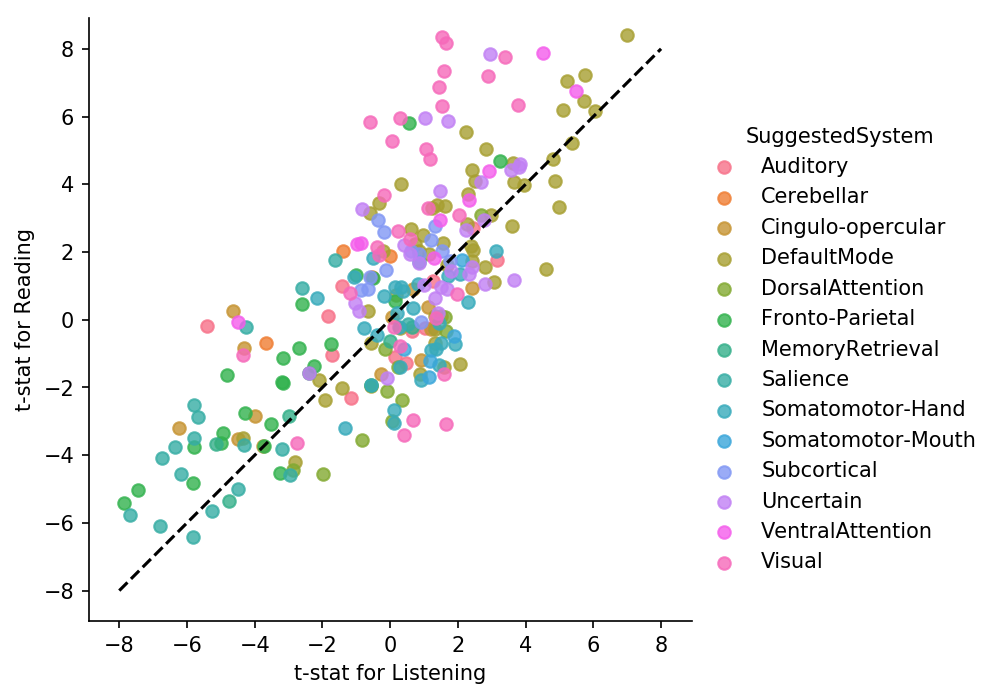 8
6
4
2
0
−2
−4
−6
−8
t-stat for Reading
−8 −6 −4 −2 0 2 4 6 8
t-stat for Listening
SuggestedSystem
Auditory
Cerebellar
Cingulo-opercular
DefaultMode
DorsalAttention
Fronto-Parietal
MemoryRetrieval
Salience
Somatomotor-Hand
Somatomotor-Mouth
Subcortical
Uncertain
VentralAttention
Visual